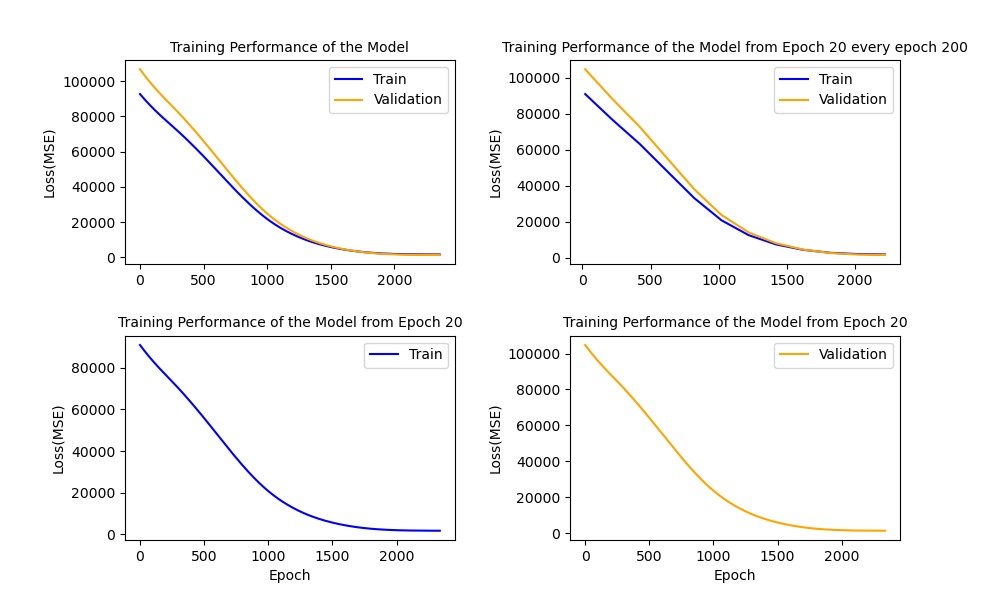 Training Performance of the Model
Loss(MSE)
100000
80000
60000
40000
20000
0
0 500 1000 1500 2000
Train
Validation
Training Performance of the Model from Epoch 20 every epoch 200
Loss(MSE)
100000
80000
60000
40000
20000
0
0 500 1000 1500 2000
Train
Validation
Training Performance of the Model from Epoch 20
Loss(MSE)
80000
60000
40000
20000
0
0 500 1000 1500 2000
Epoch
Train
Training Performance of the Model from Epoch 20
Loss(MSE)
100000
80000
60000
40000
20000
0
0 500 1000 1500 2000
Epoch
Validation